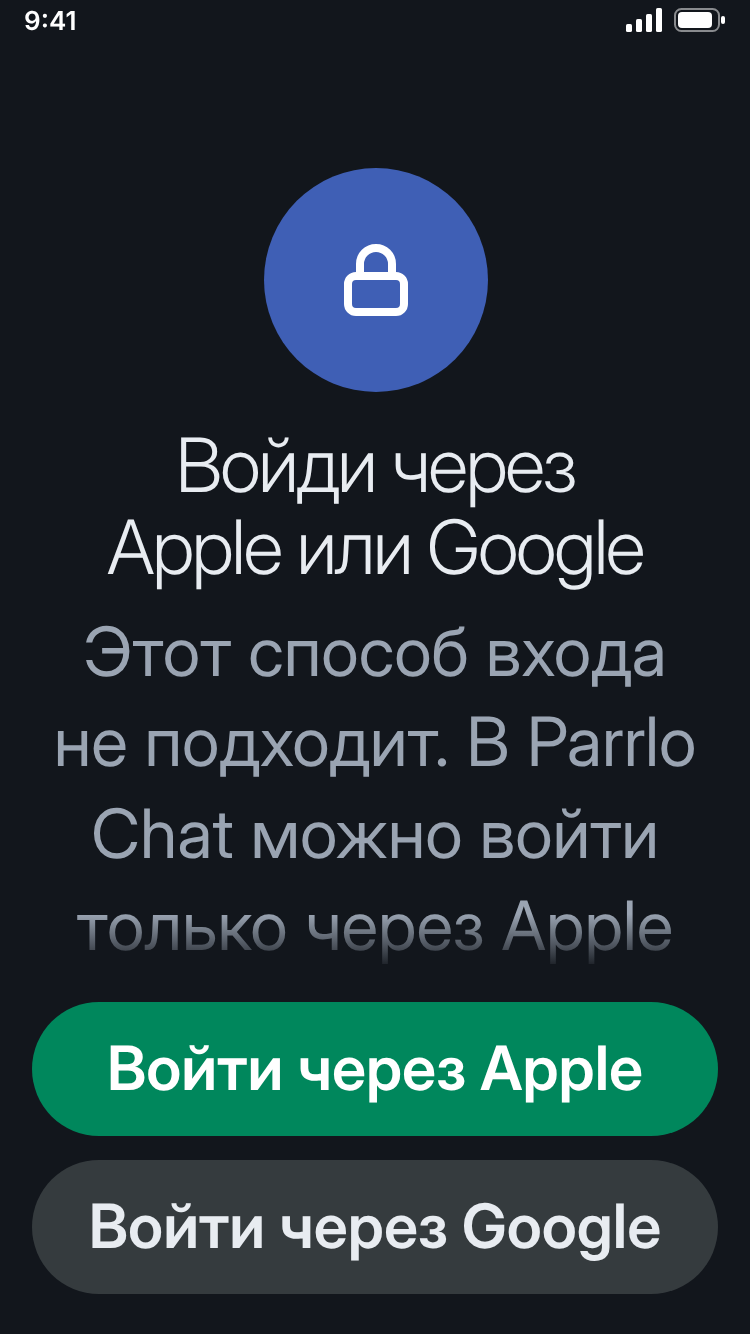 9:41
Войди через
Apple или Google
Этот способ входа
не подходит. В Parrlo
Chat можно войти
только через Apple
Войти через Apple
Войти через Google